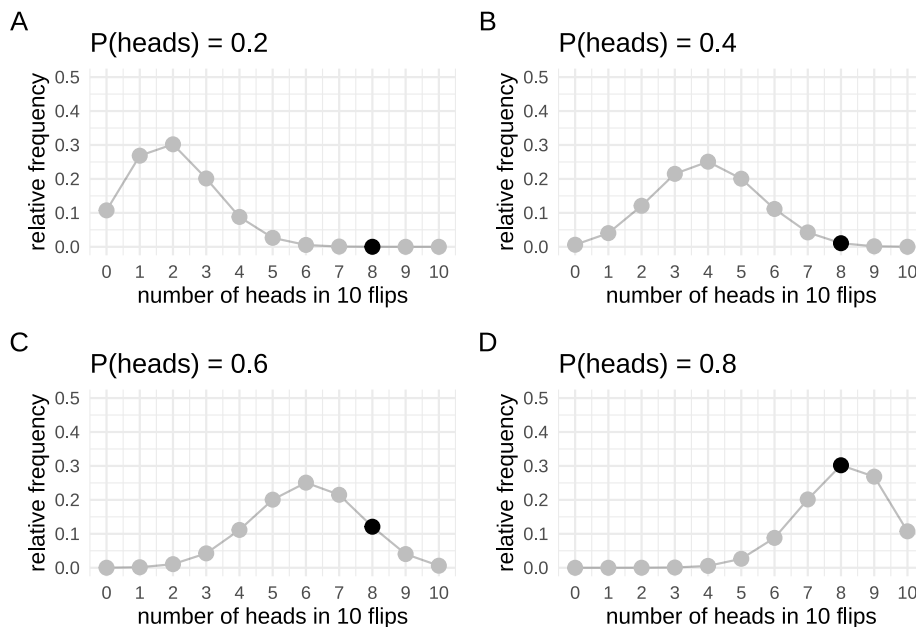 A
P(heads) = 0.2
relative frequency
0.5
0.4
0.3
0.2
0.1
0.0
0 1 2 3 4 5 6 7 8 9 10
number of heads in 10 flips
B
P(heads) = 0.4
relative frequency
0.5
0.4
0.3
0.2
0.1
0.0
0 1 2 3 4 5 6 7 8 9 10
number of heads in 10 flips
C
P(heads) = 0.6
relative frequency
0.5
0.4
0.3
0.2
0.1
0.0
0 1 2 3 4 5 6 7 8 9 10
number of heads in 10 flips
D
P(heads) = 0.8
relative frequency
0.5
0.4
0.3
0.2
0.1
0.0
0 1 2 3 4 5 6 7 8 9 10
number of heads in 10 flips